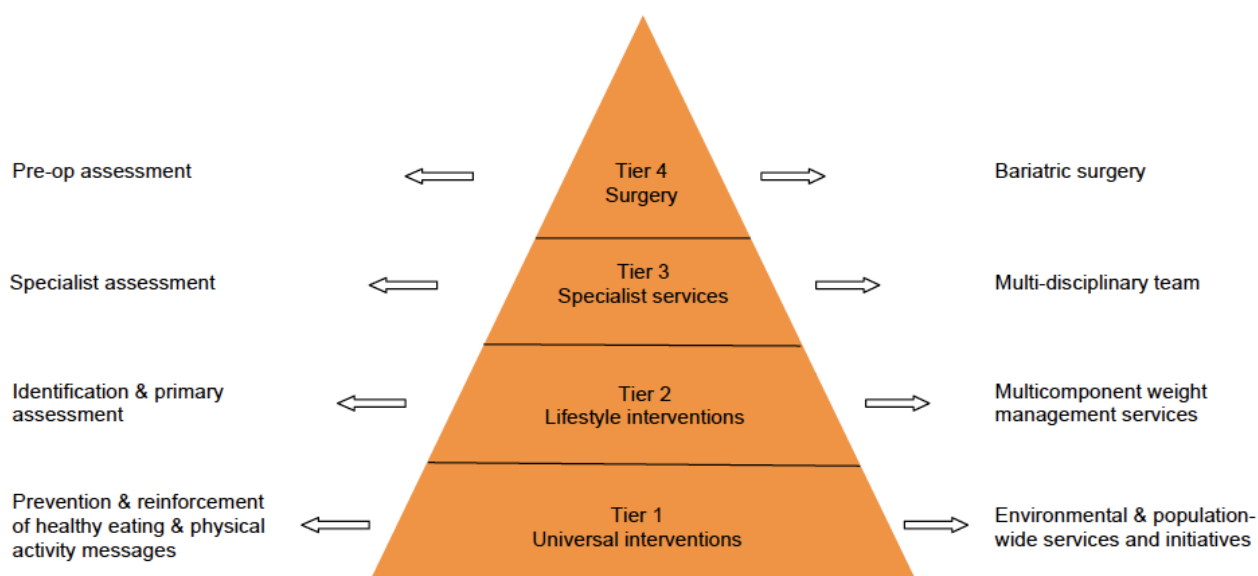 Pre-op assessment
Tier 4
Surgery
Bariatric surgery
Specialist assessment
Tier 3
Specialist services
Multi-disciplinary team
Identification & primary
assessment
Tier 2
Lifestyle interventions
Multicomponent weight
management services
Prevention & reinforcement
of healthy eating & physical
activity messages
Tier 1
Universal interventions
Environmental & population-
wide services and initiatives